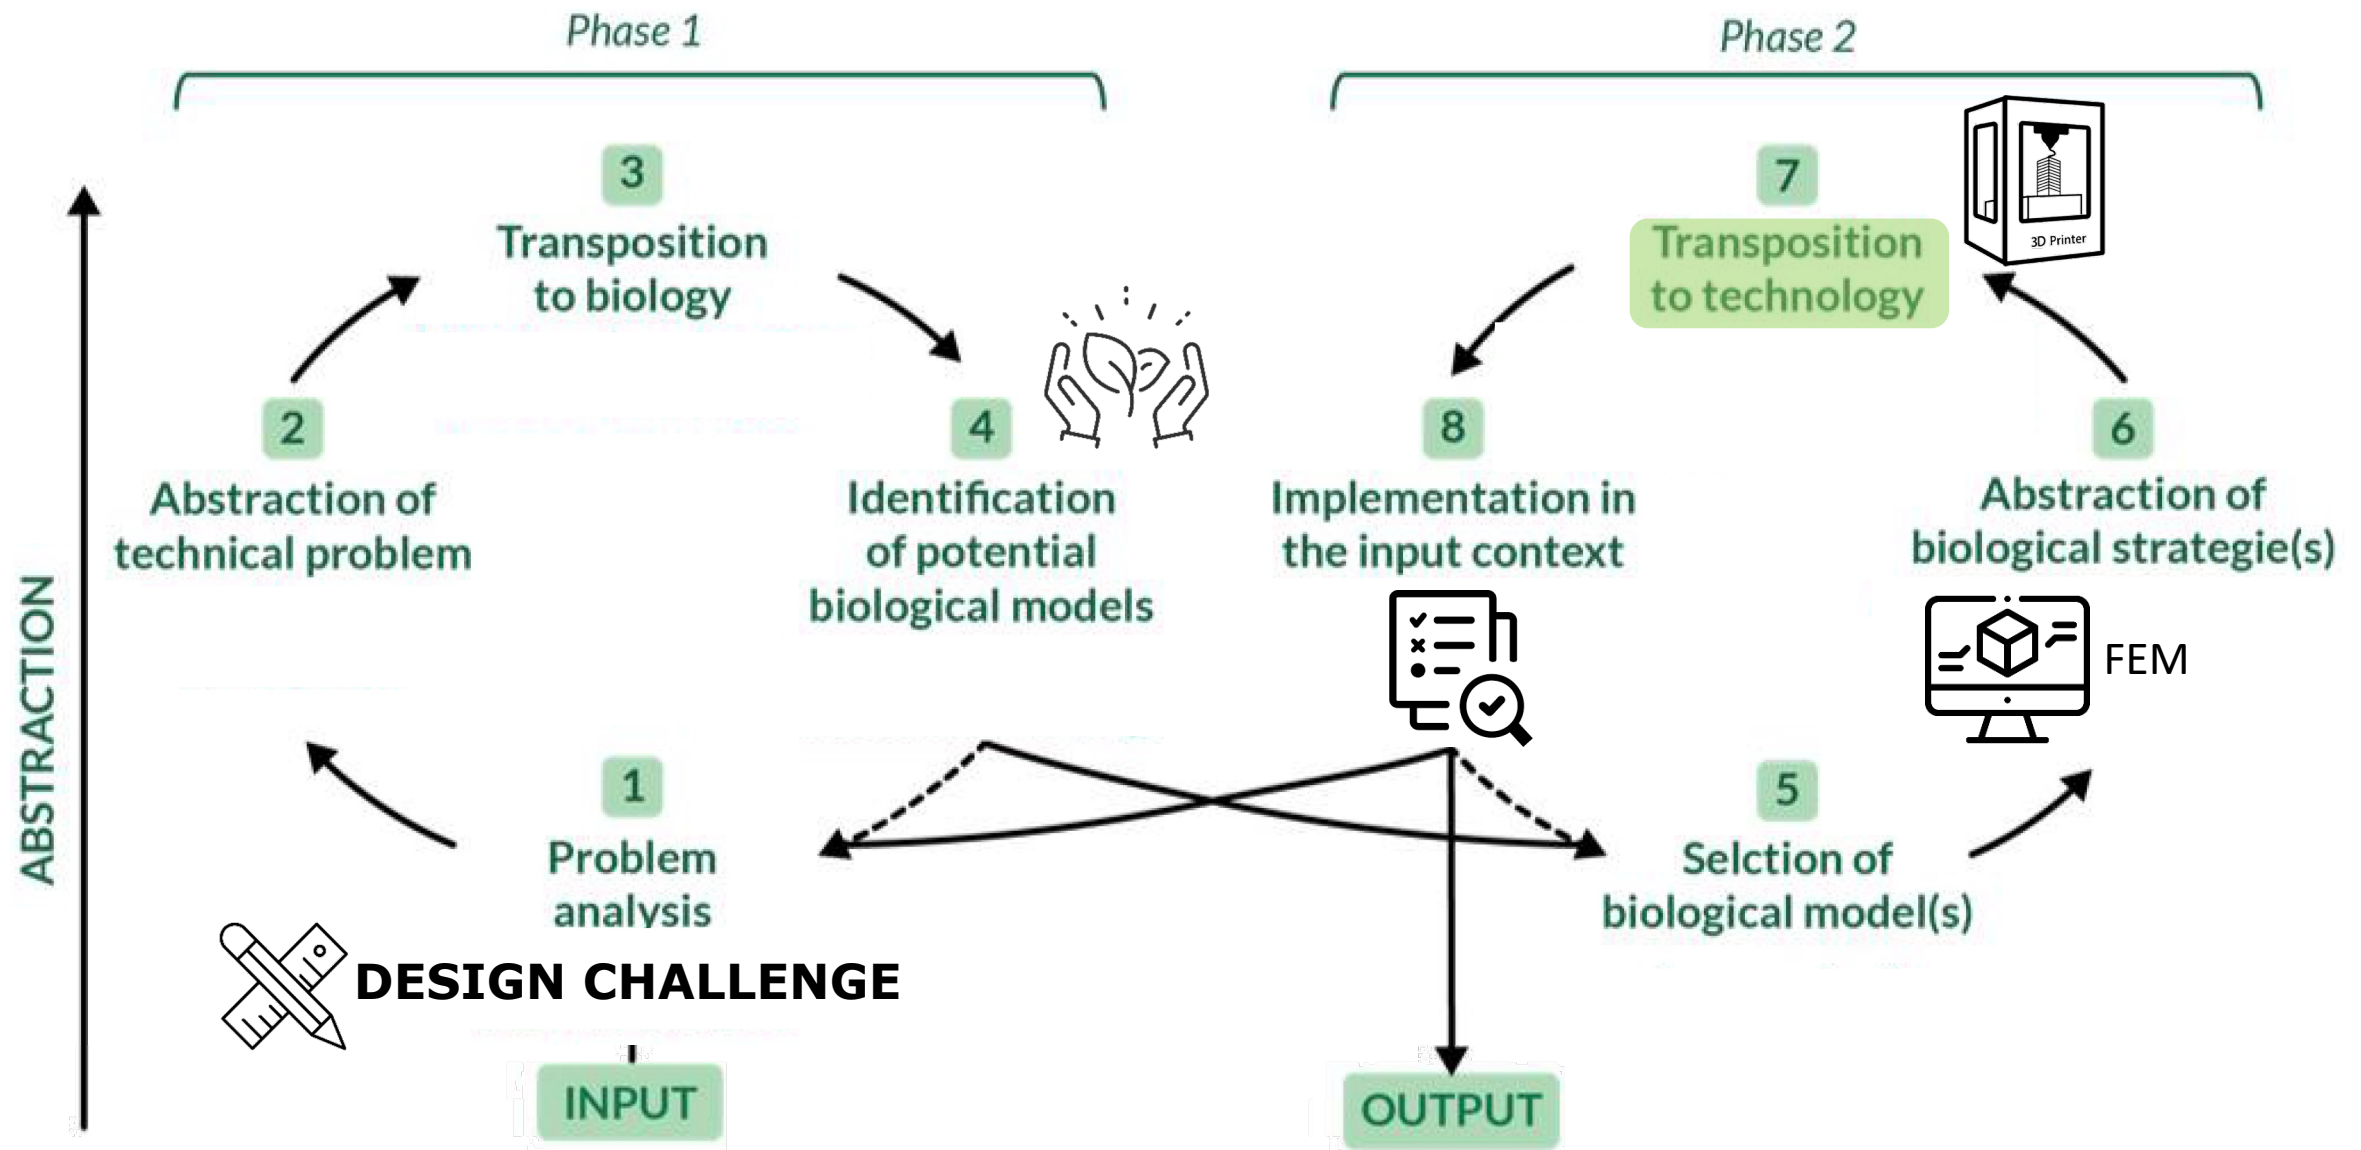 Phase 1
Phase 2
3
Transposition
to biology
7
Transposition
to technology
3D Printer
2
Abstraction of
technical problem
4
Identification
of potential
biological models
8
Implementation in
the input context
6
Abstraction of
biological strategie(s)
FEM
ABSTRACTION
1
Problem
analysis
DESIGN CHALLENGE
5
Selction of
biological model(s)
INPUT
OUTPUT